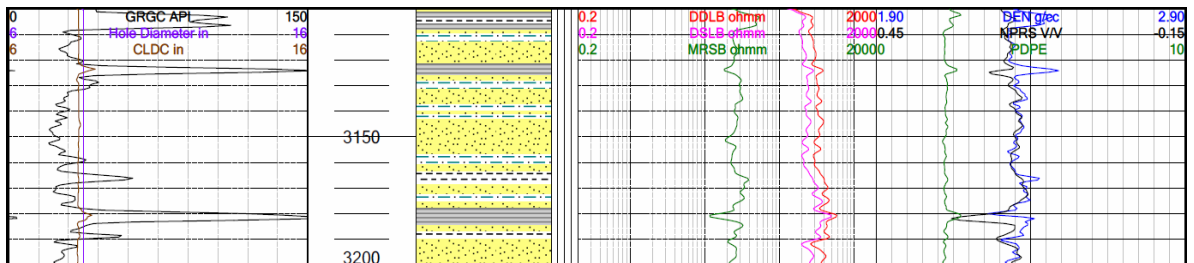 0 GRGC API 150
6 Hole Diameter in 16
6 CLDC in 16
0.2 DDLB ohmm 2000
0.2 DSLB ohmm 2000
0.2 MRSB ohmm 2000
1.90 DEN g/ec 2.90
0.45 NPRS V/V -0.15
0 PDPE 10
3150
3200